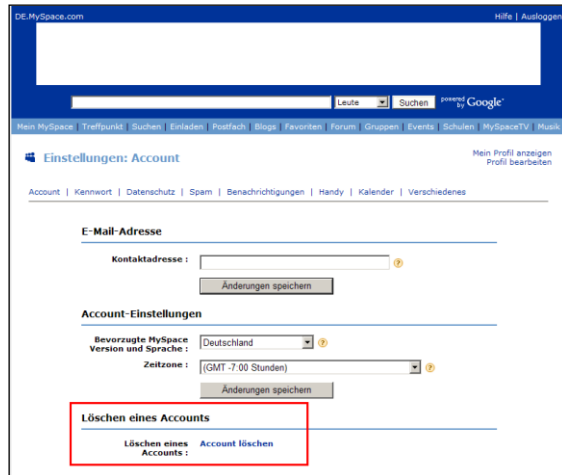 DE.MySpace.com Hilfe | Ausloggen
Leute Suchen powered by Google
Mein MySpace | Treffpunkt | Suchen | Einladen | Postfach | Blogs | Favoriten | Forum | Gruppen | Events | Schulen | MySpaceTV | Musik
Einstellungen: Account
Mein Profil anzeigen
Profil bearbeiten
Account | Kennwort | Datenschutz | Spam | Benachrichtigungen | Handy | Kalender | Verschiedenes
E-Mail-Adresse
Kontaktadresse : ?
Änderungen speichern
Account-Einstellungen
Bevorzugte MySpace
Version und Sprache : Deutschland ?
Zeitzone : (GMT -7:00 Stunden) ?
Änderungen speichern
Löschen eines Accounts
Löschen eines Account löschen
Accounts :